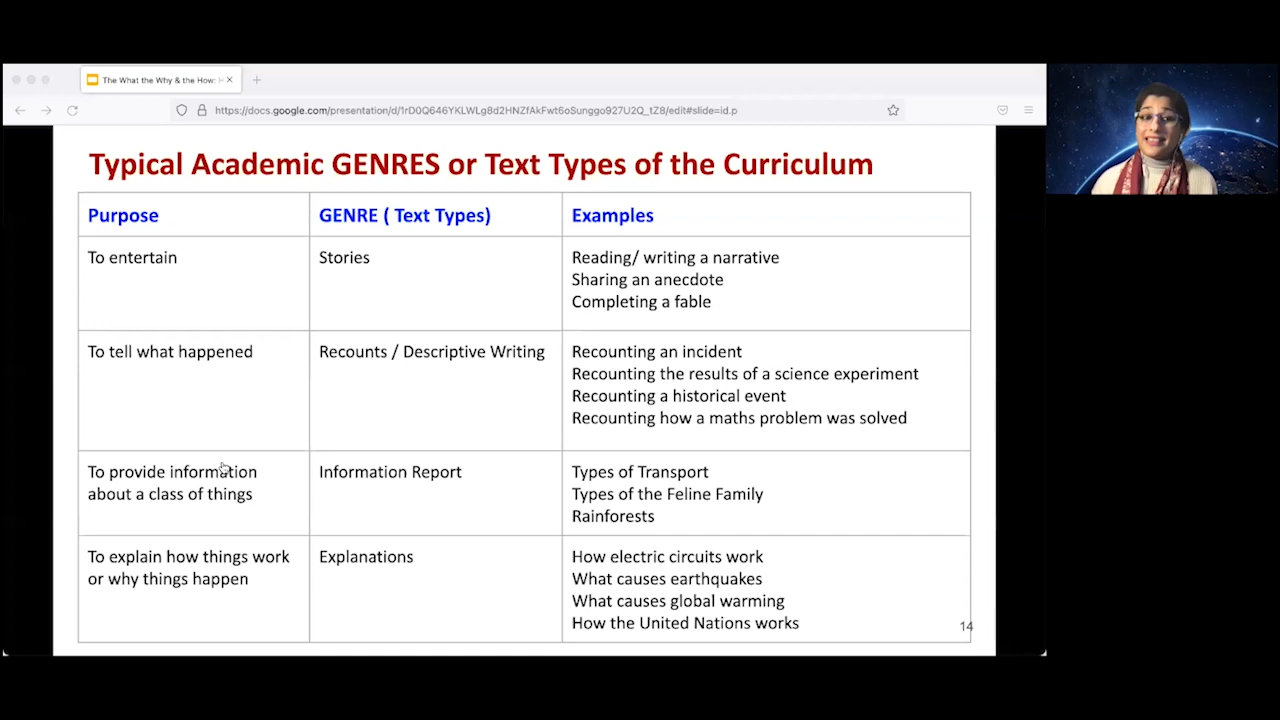 The What the Why & the How:
https://docs.google.com/presentation/d/1rD0Q646YKLWLg8d2HNZfAkFwt6oSunggo927U2Q_tZ8/edit#slide=id.p
Typical Academic GENRES or Text Types of the Curriculum
Purpose
GENRE ( Text Types)
Examples
To entertain
Stories
Reading/ writing a narrative
Sharing an anecdote
Completing a fable
To tell what happened
Recounts / Descriptive Writing
Recounting an incident
Recounting the results of a science experiment
Recounting a historical event
Recounting how a maths problem was solved
To provide information
about a class of things
Information Report
Types of Transport
Types of the Feline Family
Rainforests
To explain how things work
or why things happen
Explanations
How electric circuits work
What causes earthquakes
What causes global warming
How the United Nations works
14